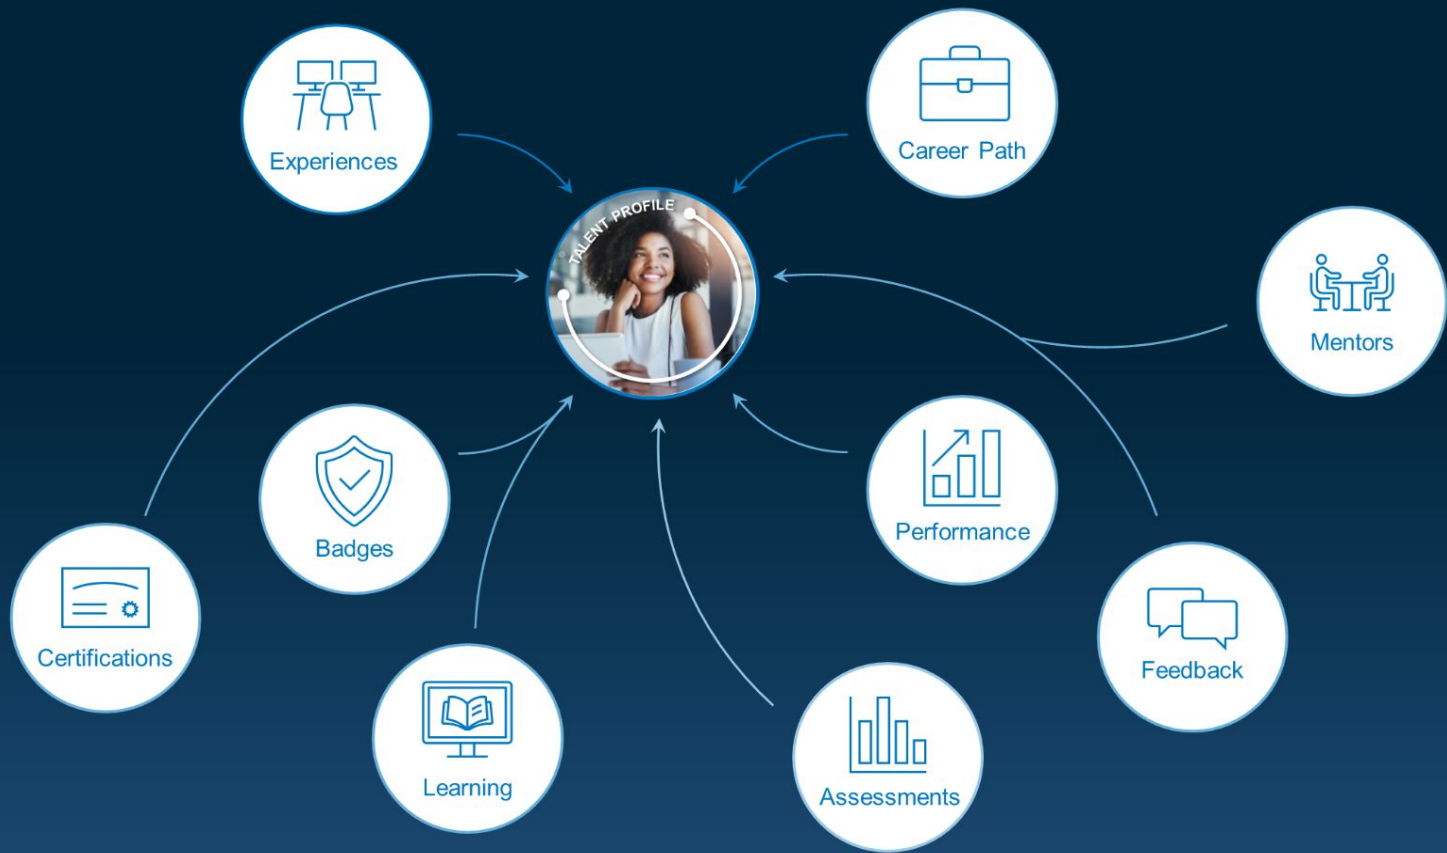 Experiences
Career Path
TALENT PROFILE
Mentors
Badges
Performance
Certifications
Feedback
Learning
Assessments